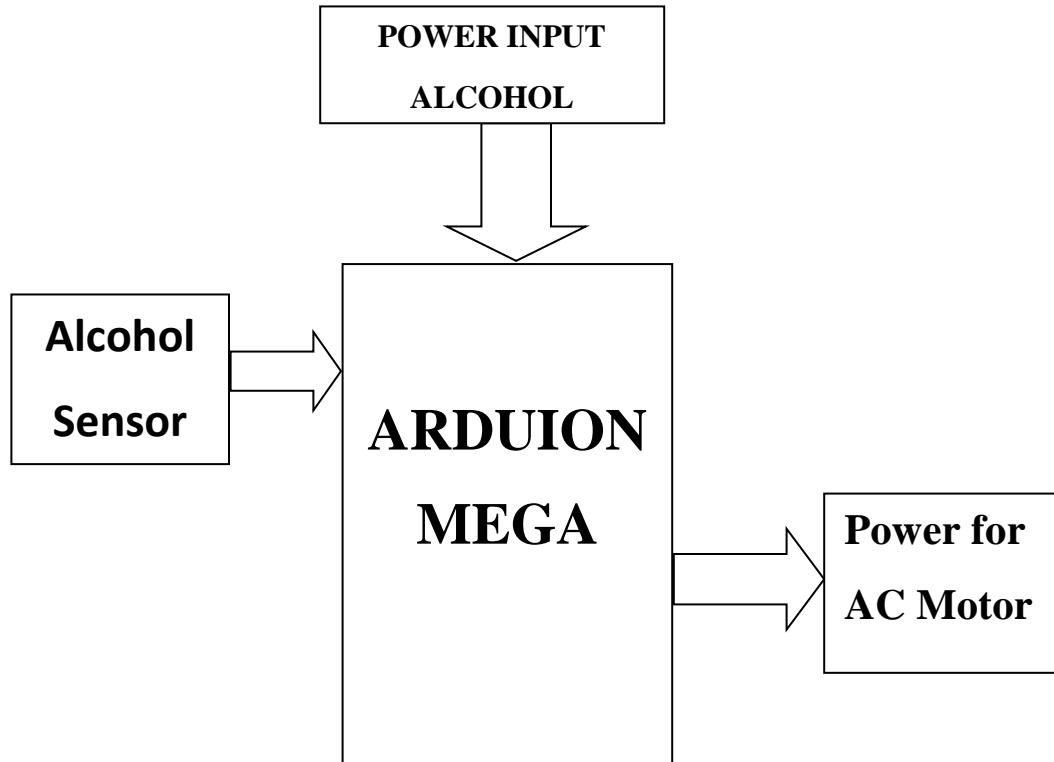 POWER INPUT
ALCOHOL
Alcohol
Sensor
ARDUION
MEGA
Power for
AC Motor